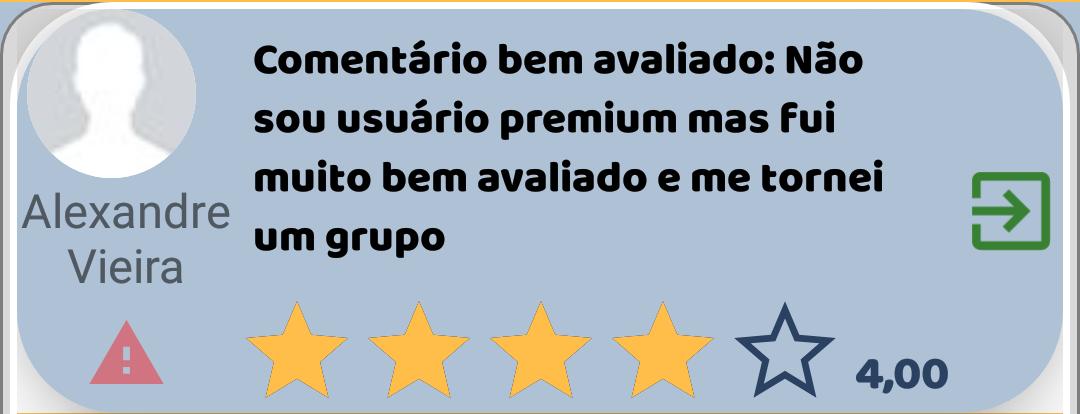 Comentário bem avaliado: Não
sou usuário premium mas fui
muito bem avaliado e me tornei
um grupo
Alexandre
Vieira
4,00